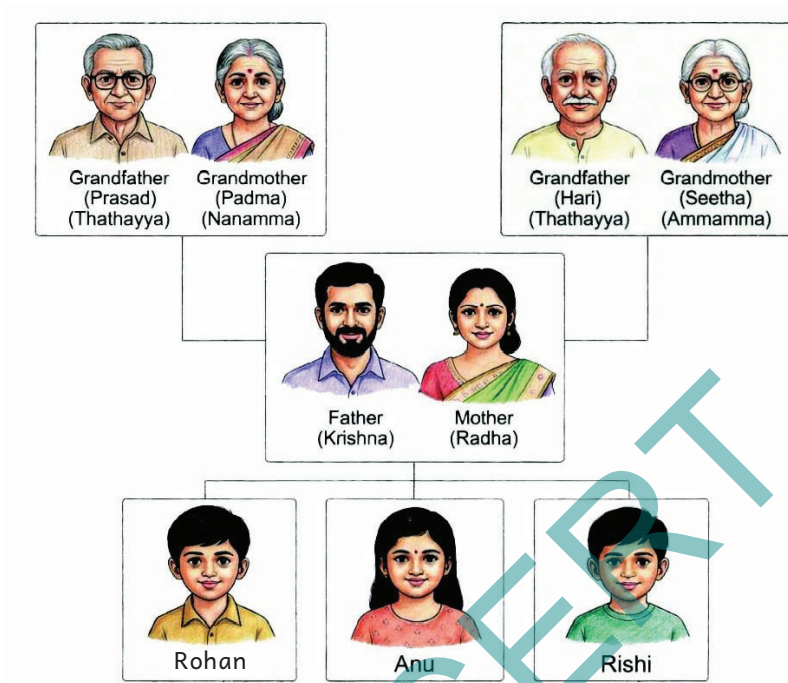 Grandfather Grandmother
(Prasad) (Padma)
(Thathayya) (Nanamma)
Grandfather Grandmother
(Hari) (Seetha)
(Thathayya) (Ammamma)
Father Mother
(Krishna) (Radha)
Rohan
Anu
Rishi
CERT